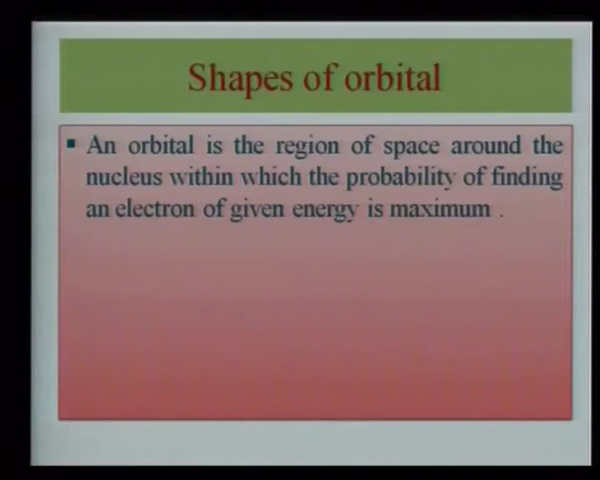 Shapes of orbital
▪ An orbital is the region of space around the
nucleus within which the probability of finding
an electron of given energy is maximum .